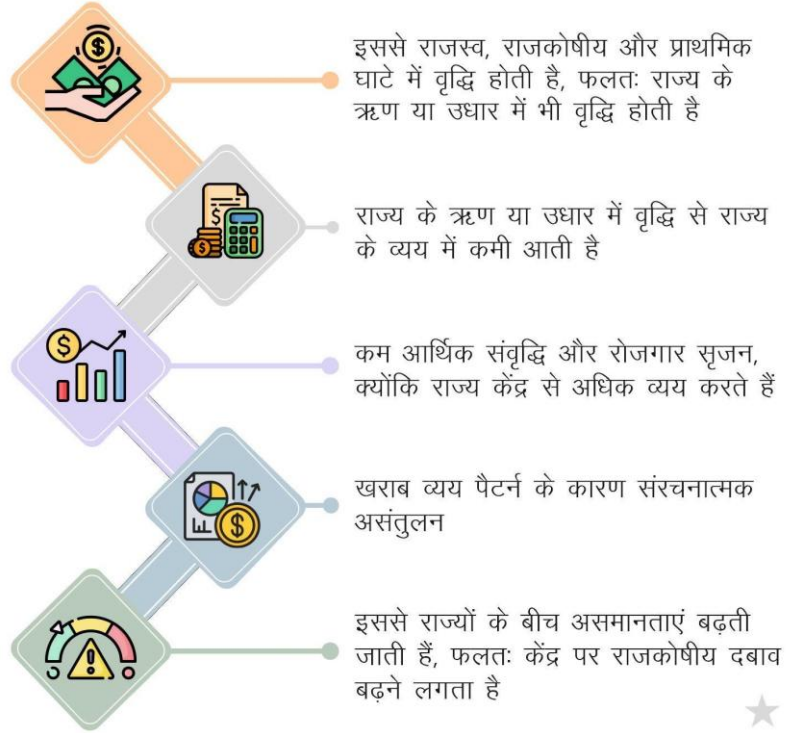 इससे राजस्व, राजकोषीय और प्राथमिक
घाटे में वृद्धि होती है, फलतः राज्य के
ऋण या उधार में भी वृद्धि होती है
राज्य के ऋण या उधार में वृद्धि से राज्य
के व्यय में कमी आती है
कम आर्थिक संवृद्धि और रोजगार सृजन,
क्योंकि राज्य केंद्र से अधिक व्यय करते हैं
खराब व्यय पैटर्न के कारण संरचनात्मक
असंतुलन
इससे राज्यों के बीच असमानताएं बढ़ती
जाती हैं, फलतः केंद्र पर राजकोषीय दबाव
बढ़ने लगता है